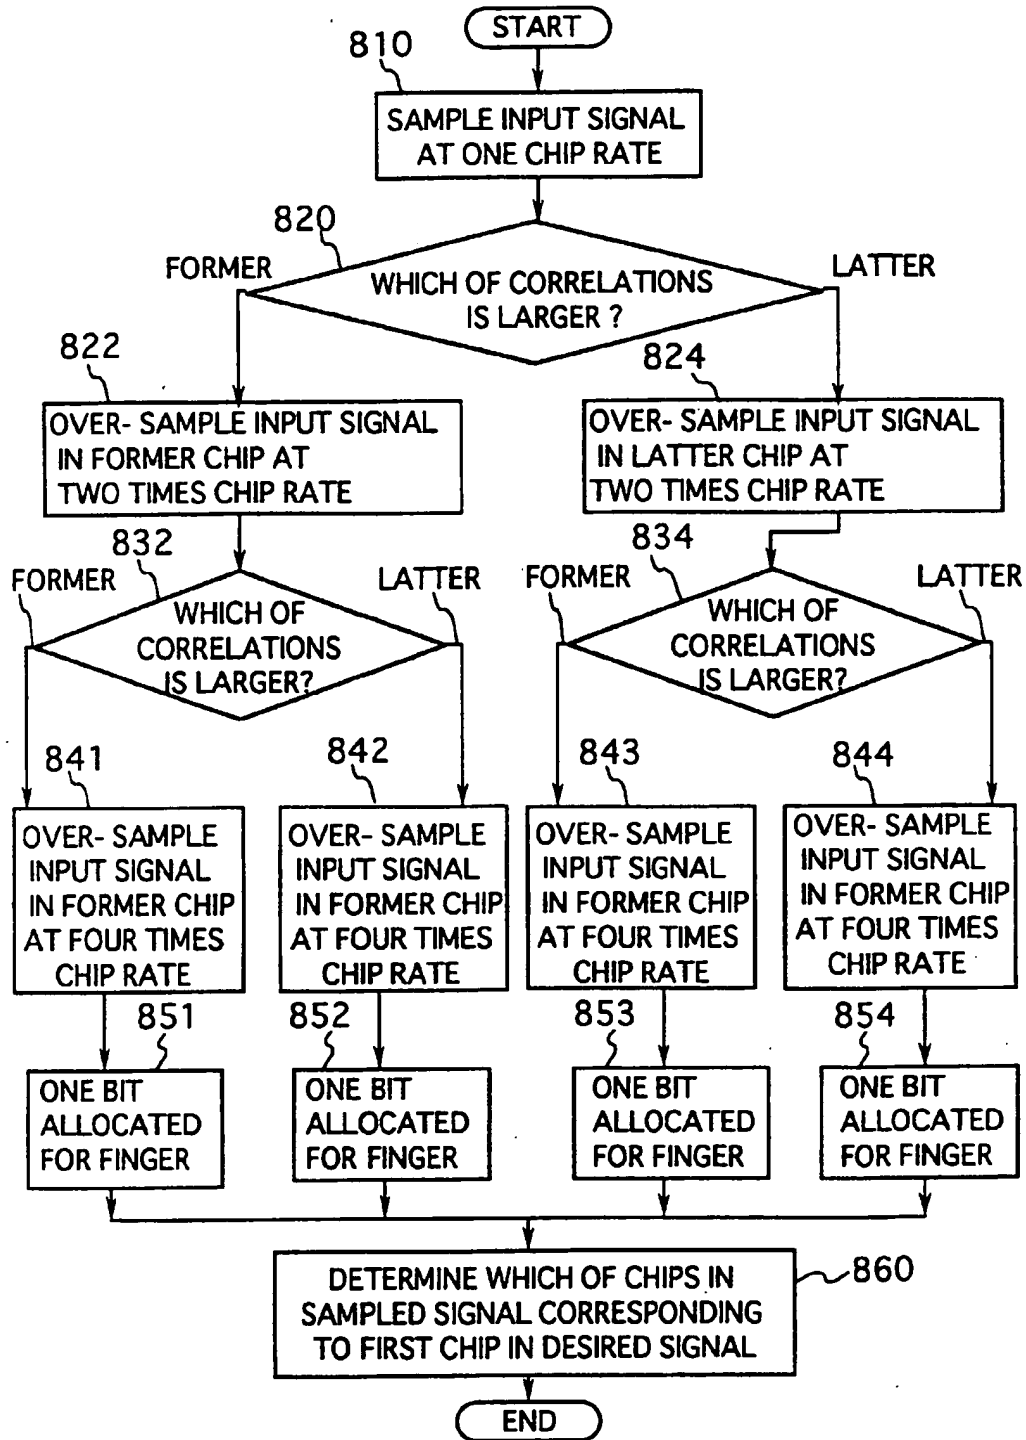 START
810
SAMPLE INPUT SIGNAL
AT ONE CHIP RATE
820
FORMER
LATTER
WHICH OF CORRELATIONS
IS LARGER ?
822
824
OVER- SAMPLE INPUT SIGNAL
IN FORMER CHIP AT
TWO TIMES CHIP RATE
OVER- SAMPLE INPUT SIGNAL
IN LATTER CHIP AT
TWO TIMES CHIP RATE
832
834
FORMER
LATTER
FORMER
LATTER
WHICH OF
CORRELATIONS
IS LARGER?
WHICH OF
CORRELATIONS
IS LARGER?
841
842
843
844
OVER- SAMPLE
INPUT SIGNAL
IN FORMER CHIP
AT FOUR TIMES
CHIP RATE
OVER- SAMPLE
INPUT SIGNAL
IN FORMER CHIP
AT FOUR TIMES
CHIP RATE
OVER- SAMPLE
INPUT SIGNAL
IN FORMER CHIP
AT FOUR TIMES
CHIP RATE
OVER- SAMPLE
INPUT SIGNAL
IN FORMER CHIP
AT FOUR TIMES
CHIP RATE
851
852
853
854
ONE BIT
ALLOCATED
FOR FINGER
ONE BIT
ALLOCATED
FOR FINGER
ONE BIT
ALLOCATED
FOR FINGER
ONE BIT
ALLOCATED
FOR FINGER
860
DETERMINE WHICH OF CHIPS IN
SAMPLED SIGNAL CORRESPONDING
TO FIRST CHIP IN DESIRED SIGNAL
END